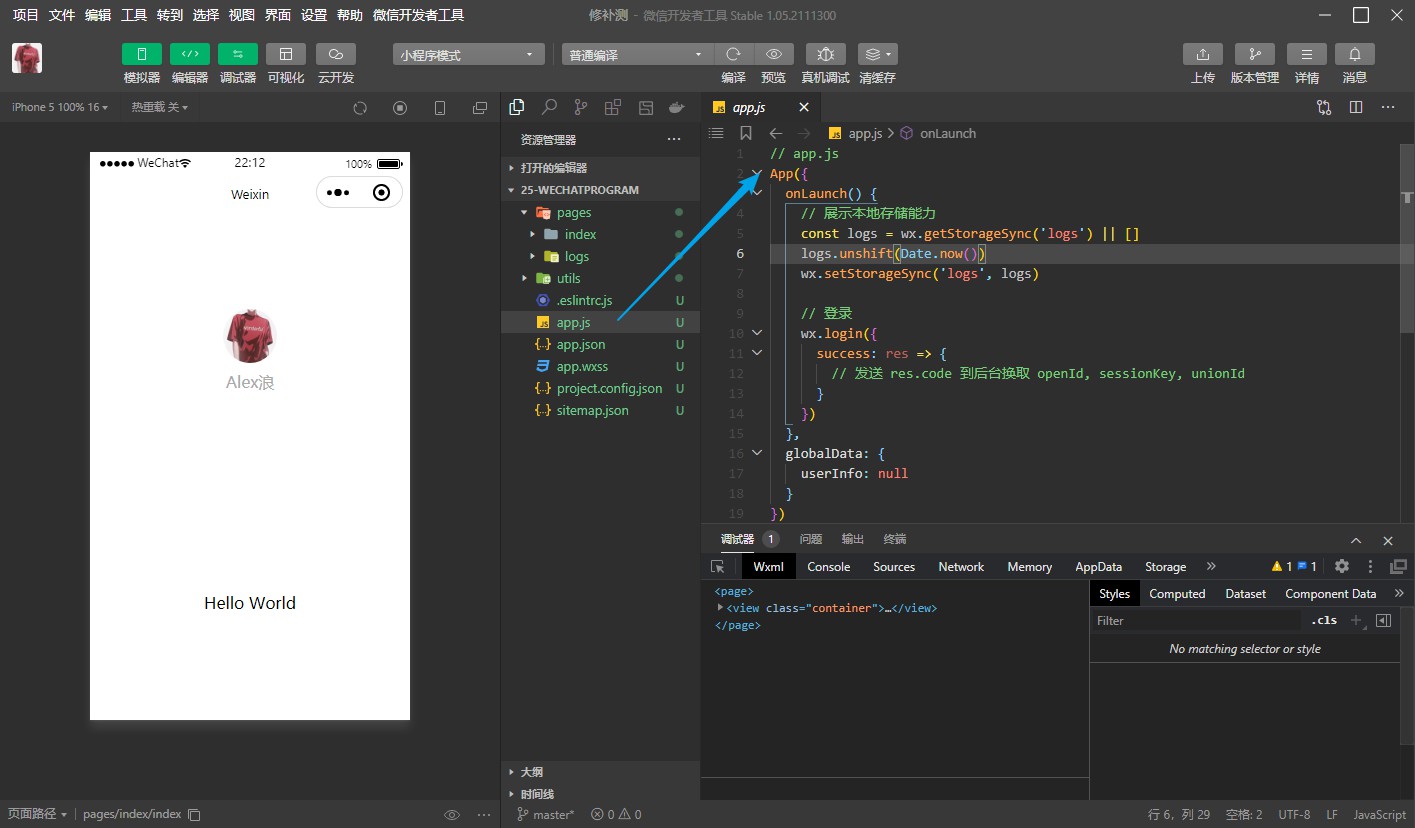 项目 文件 编辑 工具 转到 选择 视图 界面 设置 帮助 微信开发者工具
修补测 - 微信开发者工具 Stable 1.05.2111300
小程序模式
普通编译
模拟器 编辑器 调试器 可视化 云开发
编译 预览 真机调试 清缓存
上传 版本管理 详情 消息
iPhone 5 100% 16
热重载 关
WeChat
22:12
100%
Weixin
Alex浪
Hello World
页面路径
pages/index/index
资源管理器
打开的编辑器
25-WECHATPROGRAM
pages
index
logs
utils
.eslintrc.js U
JS app.js U
{..} app.json U
app.wxss U
{..} project.config.json U
{..} sitemap.json U
大纲
时间线
master*
0
0
JS app.js
JS app.js > onLaunch
1 // app.js
2 App({
onLaunch() {
4 // 展示本地存储能力
5 const logs = wx.getStorageSync('logs') || []
6 logs.unshift(Date.now())
7 wx.setStorageSync('logs', logs)
8
9 // 登录
10 wx.login({
11 success: res => {
12 // 发送 res.code 到后台换取 openId, sessionKey, unionId
13 }
14 })
15 },
16 globalData: {
17 userInfo: null
18 }
19 })
调试器 1 问题 输出 终端
Wxml Console Sources Network Memory AppData Storage » 1 1
<page>
<view class="container">…</view>
</page>
Styles Computed Dataset Component Data »
Filter
.cls
No matching selector or style
行 6，列 29 空格: 2 UTF-8 LF JavaScript